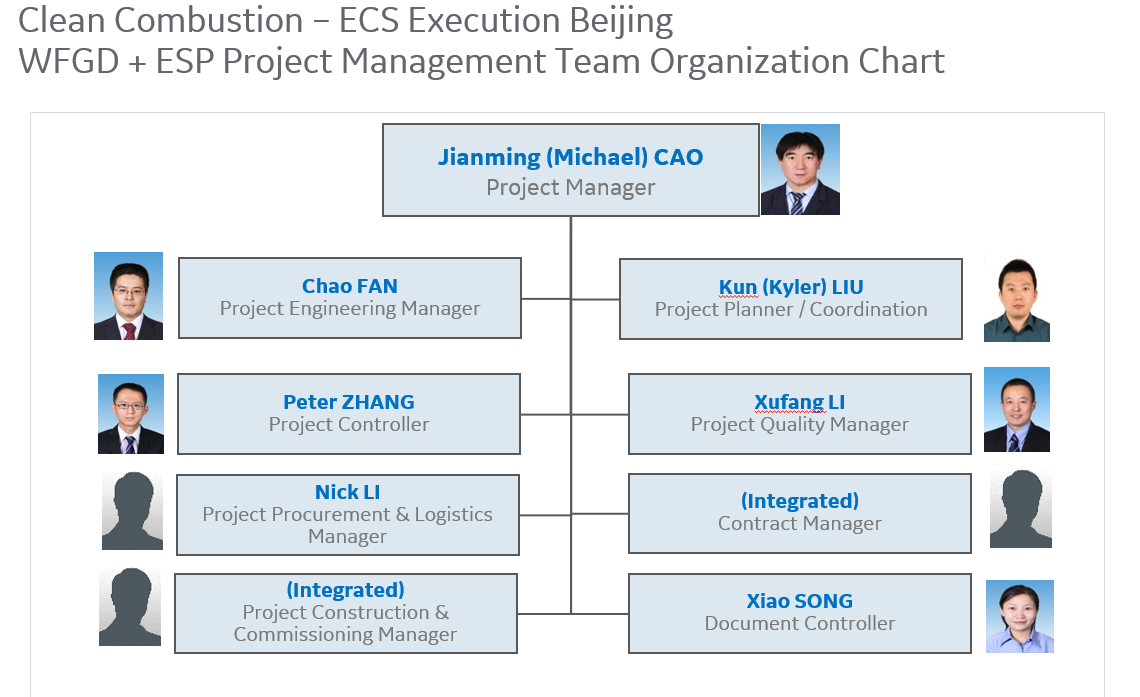 Clean Combustion – ECS Execution Beijing
WFGD + ESP Project Management Team Organization Chart
Jianming (Michael) CAO
Project Manager
Chao FAN
Project Engineering Manager
Kun (Kyler) LIU
Project Planner / Coordination
Peter ZHANG
Project Controller
Xufang LI
Project Quality Manager
Nick LI
Project Procurement & Logistics
Manager
(Integrated)
Contract Manager
(Integrated)
Project Construction &
Commissioning Manager
Xiao SONG
Document Controller